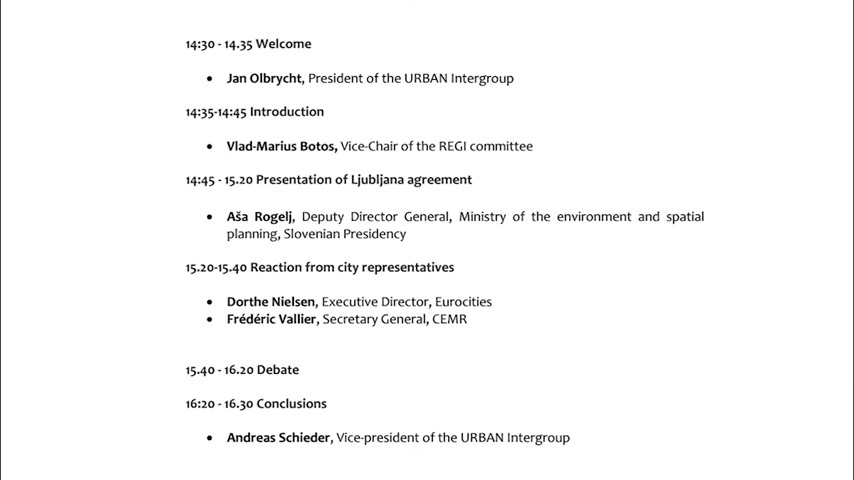 14:30 - 14.35 Welcome
• Jan Olbrycht, President of the URBAN Intergroup
14:35-14:45 Introduction
• Vlad-Marius Botos, Vice-Chair of the REGI committee
14:45 - 15.20 Presentation of Ljubljana agreement
• Aša Rogelj, Deputy Director General, Ministry of the environment and spatial
planning, Slovenian Presidency
15.20-15.40 Reaction from city representatives
• Dorthe Nielsen, Executive Director, Eurocities
• Frédéric Vallier, Secretary General, CEMR
15.40 - 16.20 Debate
16:20 - 16.30 Conclusions
• Andreas Schieder, Vice-president of the URBAN Intergroup